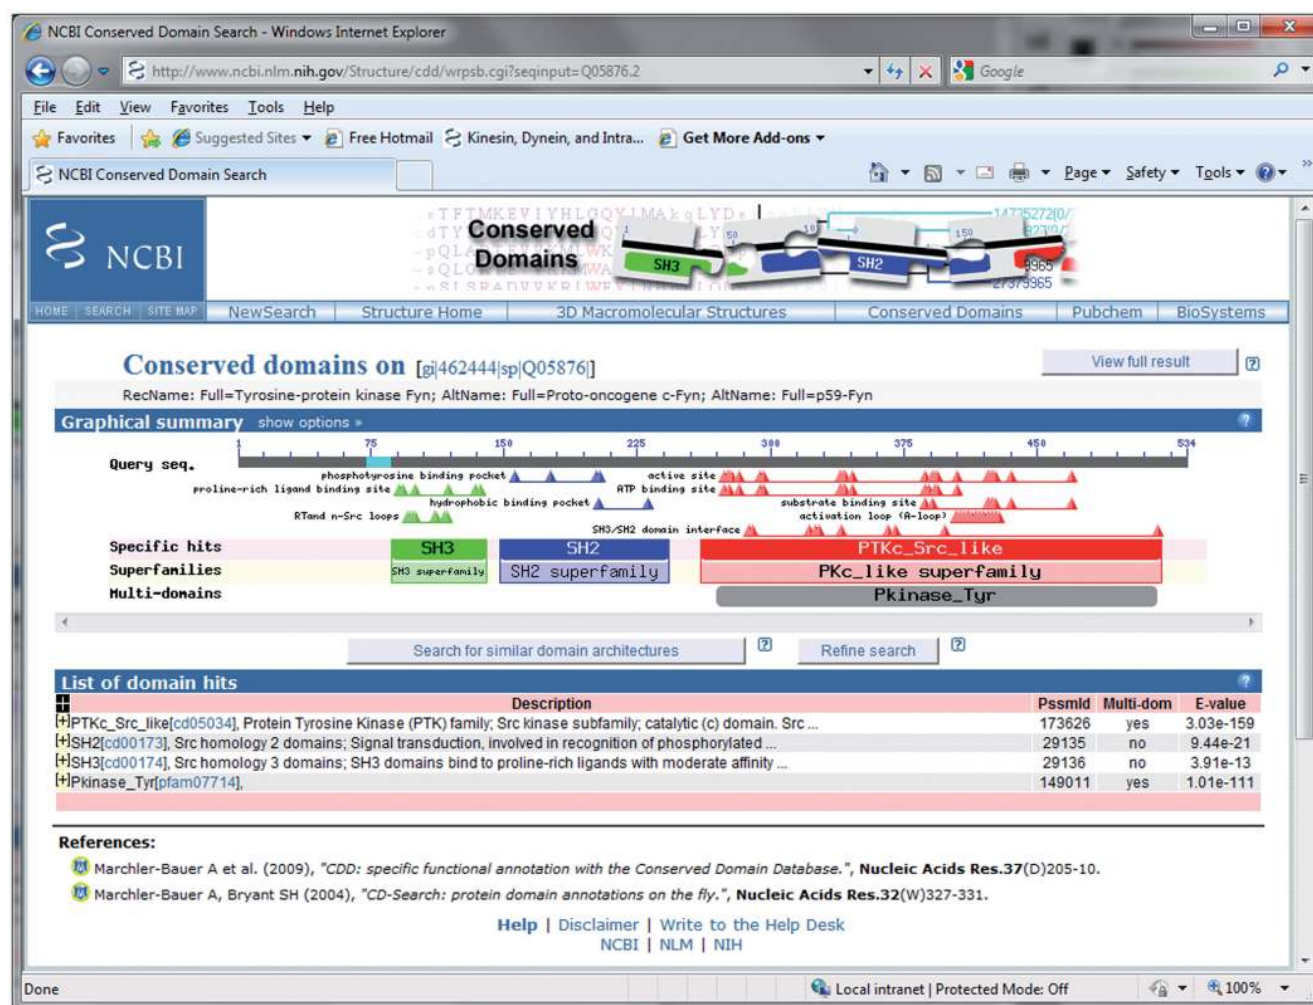 NCBI Conserved Domain Search - Windows Internet Explorer
http://www.ncbi.nlm.nih.gov/Structure/cdd/wrpsb.cgi?seqinput=Q05876.2
Google
File Edit View Favorites Tools Help
Favorites Suggested Sites Free Hotmail Kinesin, Dynein, and Intra... Get More Add-ons
NCBI Conserved Domain Search Page Safety Tools
NCBI
Conserved
Domains
SH3 SH2
HOME SEARCH SITE MAP NewSearch Structure Home 3D Macromolecular Structures Conserved Domains Pubchem BioSystems
Conserved domains on [gi|462444|sp|Q05876|]
View full result
RecName: Full=Tyrosine-protein kinase Fyn; AltName: Full=Proto-oncogene c-Fyn; AltName: Full=p59-Fyn
Graphical summary show options »
1 75 150 225 300 375 450 534
Query seq.
phosphotyrosine binding pocket active site
proline-rich ligand binding site ATP binding site
hydrophobic binding pocket substrate binding site
RTand n-Src loops activation loop (A-loop)
SH3/SH2 domain interface
Specific hits SH3 SH2 PTKc_Src_like
Superfamilies SH3 superfamily SH2 superfamily PKc_like superfamily
Multi-domains Pkinase_Tyr
Search for similar domain architectures Refine search
List of domain hits
Description PssmId Multi-dom E-value
[+]PTKc_Src_like[cd05034], Protein Tyrosine Kinase (PTK) family; Src kinase subfamily; catalytic (c) domain. Src ... 173626 yes 3.03e-159
[+]SH2[cd00173], Src homology 2 domains; Signal transduction, involved in recognition of phosphorylated ... 29135 no 9.44e-21
[+]SH3[cd00174], Src homology 3 domains; SH3 domains bind to proline-rich ligands with moderate affinity ... 29136 no 3.91e-13
[+]Pkinase_Tyr[pfam07714], 149011 yes 1.01e-111
References:
Marchler-Bauer A et al. (2009), "CDD: specific functional annotation with the Conserved Domain Database.", Nucleic Acids Res.37(D)205-10.
Marchler-Bauer A, Bryant SH (2004), "CD-Search: protein domain annotations on the fly.", Nucleic Acids Res.32(W)327-331.
Help | Disclaimer | Write to the Help Desk
NCBI | NLM | NIH
Done Local intranet | Protected Mode: Off 100%